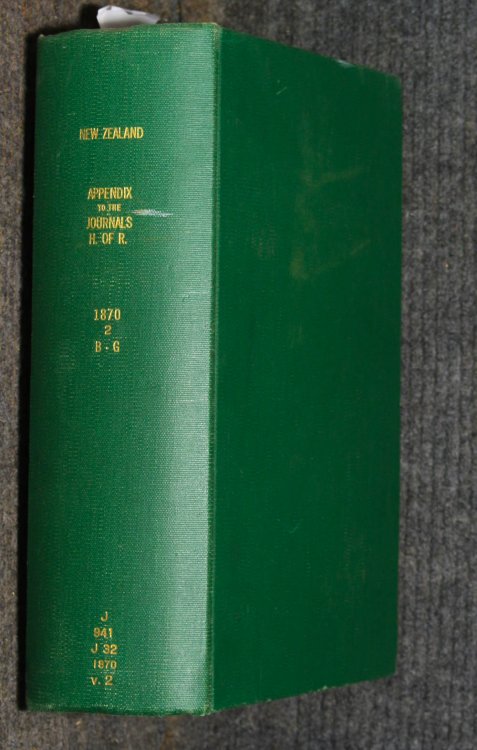 NEW ZEALAND
APPENDIX
TO THE
JOURNALS
H. OF R.
1870
2
B - G
J
941
J 32
1870
v. 2